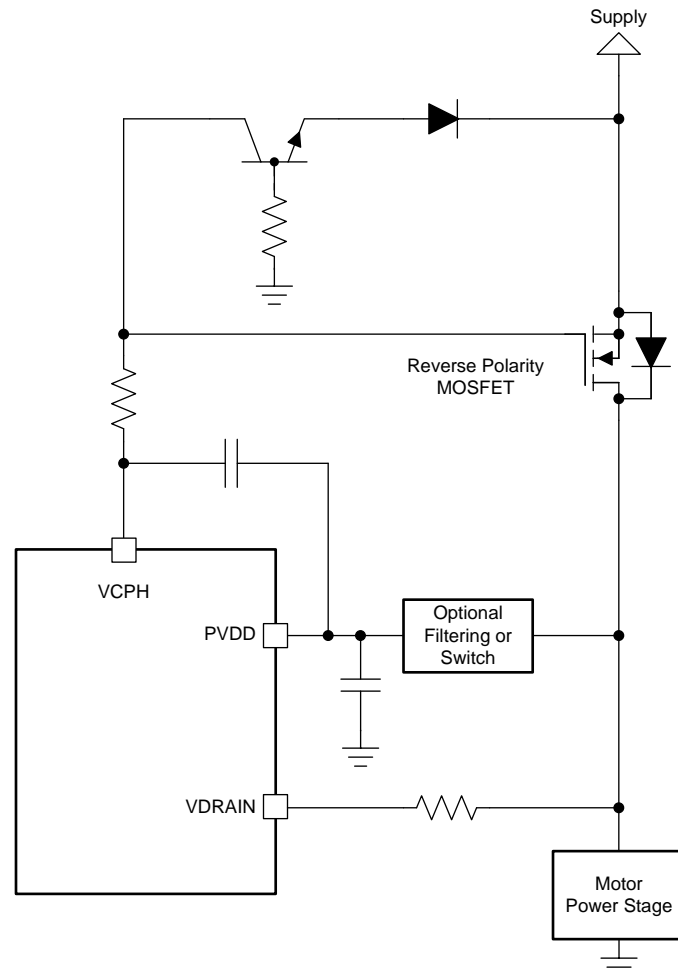 Supply
Reverse Polarity
MOSFET
VCPH
PVDD
Optional
Filtering or
Switch
VDRAIN
Motor
Power Stage